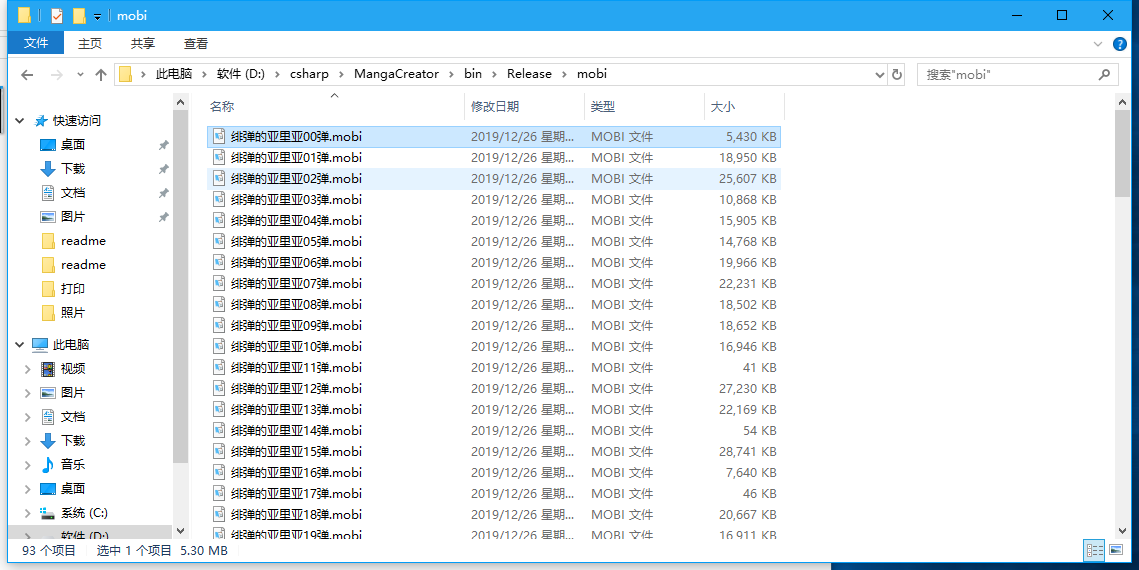 mobi
文件 主页 共享 查看
此电脑 软件 (D:) csharp MangaCreator bin Release mobi 搜索"mobi"
名称 修改日期 类型 大小
快速访问
桌面
下载
文档
图片
readme
readme
打印
照片
此电脑
视频
图片
文档
下载
音乐
桌面
系统 (C:)
软件 (D:)
绯弹的亚里亚00弹.mobi 2019/12/26 星期... MOBI 文件 5,430 KB
绯弹的亚里亚01弹.mobi 2019/12/26 星期... MOBI 文件 18,950 KB
绯弹的亚里亚02弹.mobi 2019/12/26 星期... MOBI 文件 25,607 KB
绯弹的亚里亚03弹.mobi 2019/12/26 星期... MOBI 文件 10,868 KB
绯弹的亚里亚04弹.mobi 2019/12/26 星期... MOBI 文件 15,905 KB
绯弹的亚里亚05弹.mobi 2019/12/26 星期... MOBI 文件 14,768 KB
绯弹的亚里亚06弹.mobi 2019/12/26 星期... MOBI 文件 19,966 KB
绯弹的亚里亚07弹.mobi 2019/12/26 星期... MOBI 文件 22,231 KB
绯弹的亚里亚08弹.mobi 2019/12/26 星期... MOBI 文件 18,502 KB
绯弹的亚里亚09弹.mobi 2019/12/26 星期... MOBI 文件 18,652 KB
绯弹的亚里亚10弹.mobi 2019/12/26 星期... MOBI 文件 16,946 KB
绯弹的亚里亚11弹.mobi 2019/12/26 星期... MOBI 文件 41 KB
绯弹的亚里亚12弹.mobi 2019/12/26 星期... MOBI 文件 27,230 KB
绯弹的亚里亚13弹.mobi 2019/12/26 星期... MOBI 文件 22,169 KB
绯弹的亚里亚14弹.mobi 2019/12/26 星期... MOBI 文件 54 KB
绯弹的亚里亚15弹.mobi 2019/12/26 星期... MOBI 文件 28,741 KB
绯弹的亚里亚16弹.mobi 2019/12/26 星期... MOBI 文件 7,640 KB
绯弹的亚里亚17弹.mobi 2019/12/26 星期... MOBI 文件 46 KB
绯弹的亚里亚18弹.mobi 2019/12/26 星期... MOBI 文件 20,667 KB
绯弹的亚里亚19弹.mobi 2019/12/26 星期... MOBI 文件 16,911 KB
93 个项目 选中 1 个项目 5.30 MB